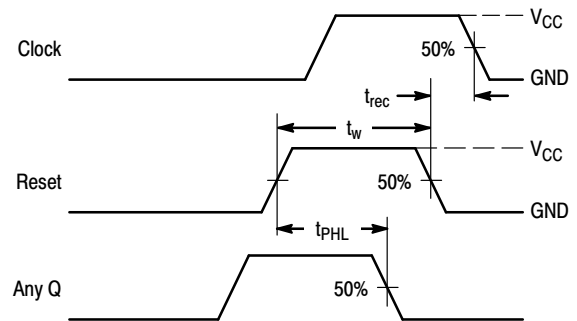 V_CC
Clock
50%
GND
t_rec
t_w
V_CC
Reset
50%
GND
t_PHL
Any Q
50%